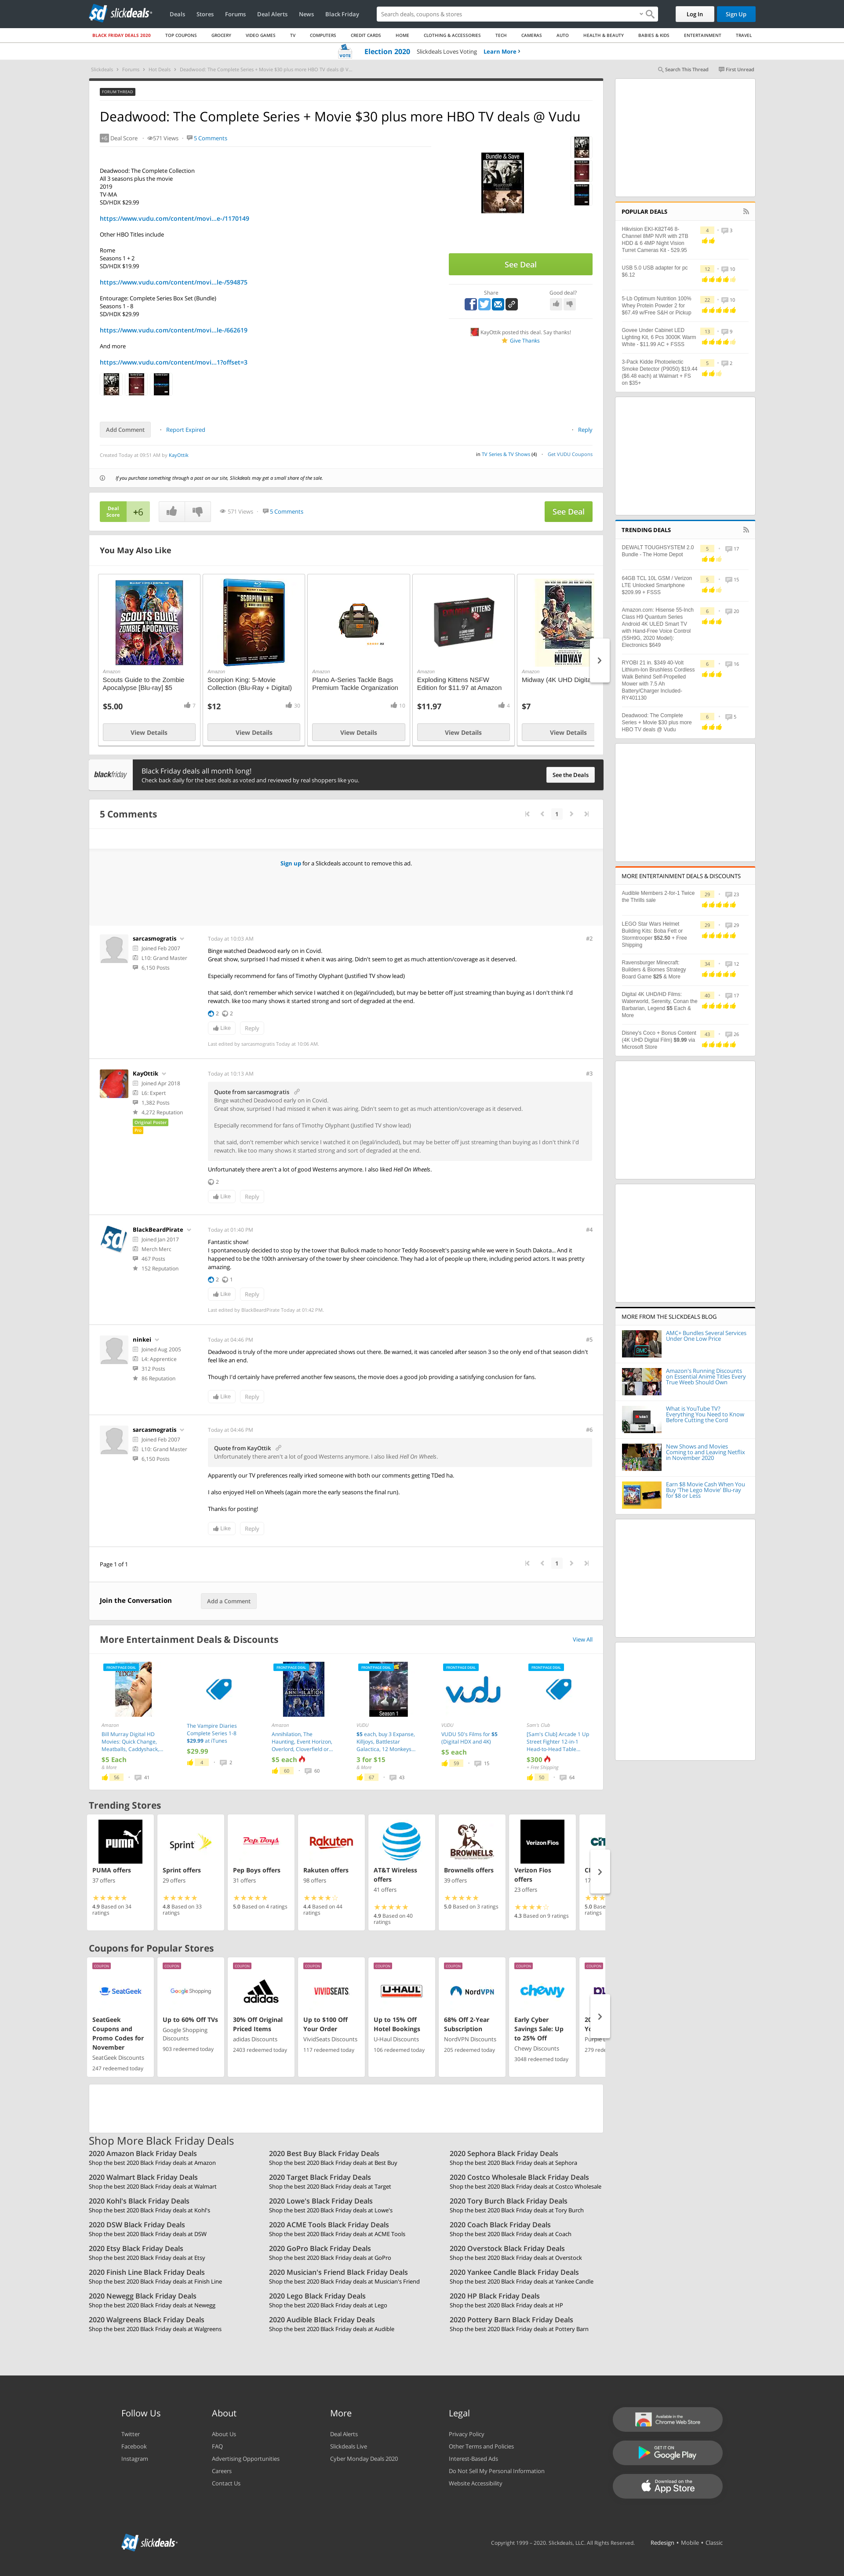 slickdeals
Deals
Stores
Forums
Deal Alerts
News
Black Friday
Search deals, coupons & stores
Log In
Sign Up
BLACK FRIDAY DEALS 2020
TOP COUPONS
GROCERY
VIDEO GAMES
TV
COMPUTERS
CREDIT CARDS
HOME
CLOTHING & ACCESSORIES
TECH
CAMERAS
AUTO
HEALTH & BEAUTY
BABIES & KIDS
ENTERTAINMENT
TRAVEL
VOTE
Election 2020 Slickdeals Loves Voting Learn More
Slickdeals
Forums
Hot Deals
Deadwood: The Complete Series + Movie $30 plus more HBO TV deals @ V...
Search This Thread
First Unread
FORUM THREAD
Deadwood: The Complete Series + Movie $30 plus more HBO TV deals @ Vudu
+6 Deal Score
571 Views
5 Comments
Deadwood: The Complete Collection
All 3 seasons plus the movie
2019
TV-MA
SD/HDX $29.99
https://www.vudu.com/content/movi...e-/1170149
Other HBO Titles include
Rome
Seasons 1 + 2
SD/HDX $19.99
https://www.vudu.com/content/movi...le-/594875
Entourage: Complete Series Box Set (Bundle)
Seasons 1 - 8
SD/HDX $29.99
https://www.vudu.com/content/movi...le-/662619
And more
https://www.vudu.com/content/movi...1?offset=3
Bundle & Save
See Deal
Share
Good deal?
KayOttik posted this deal. Say thanks!
Give Thanks
Add Comment
Report Expired
Reply
Created Today at 09:51 AM by KayOttik
in TV Series & TV Shows (4)
Get VUDU Coupons
If you purchase something through a post on our site, Slickdeals may get a small share of the sale.
Deal Score +6
571 Views
5 Comments
See Deal
You May Also Like
SCOUTS GUIDE TO THE ZOMBIE APOCALYPSE
Amazon
Scouts Guide to the Zombie Apocalypse [Blu-ray] $5
$5.00
7
View Details
THE SCORPION KING
Amazon
Scorpion King: 5-Movie Collection (Blu-Ray + Digital)
$12
30
View Details
Amazon
Plano A-Series Tackle Bags Premium Tackle Organization
10
View Details
EXPLODING KITTENS
Amazon
Exploding Kittens NSFW Edition for $11.97 at Amazon
$11.97
4
View Details
MIDWAY
Amazon
Midway (4K UHD Digita
$7
View Details
blackfriday
Black Friday deals all month long!
Check back daily for the best deals as voted and reviewed by real shoppers like you.
See the Deals
5 Comments
1
Sign up for a Slickdeals account to remove this ad.
sarcasmogratis
Joined Feb 2007
L10: Grand Master
6,150 Posts
Today at 10:03 AM
#2
Binge watched Deadwood early on in Covid.
Great show, surprised I had missed it when it was airing. Didn't seem to get as much attention/coverage as it deserved.
Especially recommend for fans of Timothy Olyphant (Justified TV show lead)
that said, don't remember which service I watched it on (legal/included), but may be better off just streaming than buying as I don't think I'd rewatch. like too many shows it started strong and sort of degraded at the end.
2
2
Like
Reply
Last edited by sarcasmogratis Today at 10:06 AM.
KayOttik
Joined Apr 2018
L6: Expert
1,382 Posts
4,272 Reputation
Original Poster
Pro
Today at 10:13 AM
#3
Quote from sarcasmogratis
Binge watched Deadwood early on in Covid.
Great show, surprised I had missed it when it was airing. Didn't seem to get as much attention/coverage as it deserved.
Especially recommend for fans of Timothy Olyphant (Justified TV show lead)
that said, don't remember which service I watched it on (legal/included), but may be better off just streaming than buying as I don't think I'd rewatch. like too many shows it started strong and sort of degraded at the end.
Unfortunately there aren't a lot of good Westerns anymore. I also liked Hell On Wheels.
2
Like
Reply
BlackBeardPirate
Joined Jan 2017
Merch Merc
467 Posts
152 Reputation
Today at 01:40 PM
#4
Fantastic show!
I spontaneously decided to stop by the tower that Bullock made to honor Teddy Roosevelt's passing while we were in South Dakota... And it happened to be the 100th anniversary of the tower by sheer coincidence. They had a lot of people up there, including period actors. It was pretty amazing.
2
1
Like
Reply
Last edited by BlackBeardPirate Today at 01:42 PM.
ninkei
Joined Aug 2005
L4: Apprentice
312 Posts
86 Reputation
Today at 04:46 PM
#5
Deadwood is truly of the more under appreciated shows out there. Be warned, it was canceled after season 3 so the only end of that season didn't feel like an end.
Though I'd certainly have preferred another few seasons, the movie does a good job providing a satisfying conclusion for fans.
Like
Reply
sarcasmogratis
Joined Feb 2007
L10: Grand Master
6,150 Posts
Today at 04:46 PM
#6
Quote from KayOttik
Unfortunately there aren't a lot of good Westerns anymore. I also liked Hell On Wheels.
Apparently our TV preferences really irked someone with both our comments getting TDed ha.
I also enjoyed Hell on Wheels (again more the early seasons the final run).
Thanks for posting!
Like
Reply
Page 1 of 1
1
Join the Conversation
Add a Comment
More Entertainment Deals & Discounts
View All
FRONTPAGE DEAL
Amazon
Bill Murray Digital HD Movies: Quick Change, Meatballs, Caddyshack,...
$5 Each
& More
56
41
The Vampire Diaries Complete Series 1-8 $29.99 at iTunes
$29.99
4
2
FRONTPAGE DEAL
ANNIHILATION
Amazon
Annihilation, The Haunting, Event Horizon, Overlord, Cloverfield or...
$5 each
60
60
FRONTPAGE DEAL
Season 1
VUDU
$5 each, buy 3 Expanse, Killjoys, Battlestar Galactica, 12 Monkeys...
3 for $15
& More
67
43
FRONTPAGE DEAL
vudu
VUDU
VUDU 50's Films for $5 (Digital HDX and 4K)
$5 each
39
15
FRONTPAGE DEAL
Sam's Club
[Sam's Club] Arcade 1 Up Street Fighter 12-in-1 Head-to-Head Table...
$300
+ Free Shipping
50
64
Trending Stores
PUMA
PUMA offers
37 offers
4.9 Based on 34 ratings
Sprint
Sprint offers
29 offers
4.8 Based on 33 ratings
Pep Boys
Pep Boys offers
31 offers
5.0 Based on 4 ratings
Rakuten
Rakuten offers
98 offers
4.4 Based on 44 ratings
AT&T Wireless offers
41 offers
4.9 Based on 40 ratings
BROWNELLS
Brownells offers
39 offers
5.0 Based on 3 ratings
Verizon Fios
Verizon Fios offers
23 offers
4.3 Based on 9 ratings
5.0 Base
ratings
Coupons for Popular Stores
COUPON
SeatGeek
SeatGeek Coupons and Promo Codes for November
SeatGeek Discounts
247 redeemed today
COUPON
Google Shopping
Up to 60% Off TVs
Google Shopping Discounts
903 redeemed today
COUPON
adidas
30% Off Original Priced Items
adidas Discounts
2403 redeemed today
COUPON
VIVIDSEATS
Up to $100 Off Your Order
VividSeats Discounts
117 redeemed today
COUPON
U-HAUL
Up to 15% Off Hotel Bookings
U-Haul Discounts
106 redeemed today
COUPON
NordVPN
68% Off 2-Year Subscription
NordVPN Discounts
205 redeemed today
COUPON
chewy
Early Cyber Savings Sale: Up to 25% Off
Chewy Discounts
3048 redeemed today
COUPON
279 rede
Shop More Black Friday Deals
2020 Amazon Black Friday Deals
Shop the best 2020 Black Friday deals at Amazon
2020 Best Buy Black Friday Deals
Shop the best 2020 Black Friday deals at Best Buy
2020 Sephora Black Friday Deals
Shop the best 2020 Black Friday deals at Sephora
2020 Walmart Black Friday Deals
Shop the best 2020 Black Friday deals at Walmart
2020 Target Black Friday Deals
Shop the best 2020 Black Friday deals at Target
2020 Costco Wholesale Black Friday Deals
Shop the best 2020 Black Friday deals at Costco Wholesale
2020 Kohl's Black Friday Deals
Shop the best 2020 Black Friday deals at Kohl's
2020 Lowe's Black Friday Deals
Shop the best 2020 Black Friday deals at Lowe's
2020 Tory Burch Black Friday Deals
Shop the best 2020 Black Friday deals at Tory Burch
2020 DSW Black Friday Deals
Shop the best 2020 Black Friday deals at DSW
2020 ACME Tools Black Friday Deals
Shop the best 2020 Black Friday deals at ACME Tools
2020 Coach Black Friday Deals
Shop the best 2020 Black Friday deals at Coach
2020 Etsy Black Friday Deals
Shop the best 2020 Black Friday deals at Etsy
2020 GoPro Black Friday Deals
Shop the best 2020 Black Friday deals at GoPro
2020 Overstock Black Friday Deals
Shop the best 2020 Black Friday deals at Overstock
2020 Finish Line Black Friday Deals
Shop the best 2020 Black Friday deals at Finish Line
2020 Musician's Friend Black Friday Deals
Shop the best 2020 Black Friday deals at Musician's Friend
2020 Yankee Candle Black Friday Deals
Shop the best 2020 Black Friday deals at Yankee Candle
2020 Newegg Black Friday Deals
Shop the best 2020 Black Friday deals at Newegg
2020 Lego Black Friday Deals
Shop the best 2020 Black Friday deals at Lego
2020 HP Black Friday Deals
Shop the best 2020 Black Friday deals at HP
2020 Walgreens Black Friday Deals
Shop the best 2020 Black Friday deals at Walgreens
2020 Audible Black Friday Deals
Shop the best 2020 Black Friday deals at Audible
2020 Pottery Barn Black Friday Deals
Shop the best 2020 Black Friday deals at Pottery Barn
POPULAR DEALS
Hikvision EKI-K82T46 8-Channel 8MP NVR with 2TB HDD & 6 4MP Night Vision Turret Cameras Kit - 529.95
4
3
USB 5.0 USB adapter for pc $6.12
12
10
5-Lb Optimum Nutrition 100% Whey Protein Powder 2 for $67.49 w/Free S&H or Pickup
22
10
Govee Under Cabinet LED Lighting Kit, 6 Pcs 3000K Warm White - $11.99 AC + FSSS
13
9
3-Pack Kidde Photoelectic Smoke Detector (P9050) $19.44 ($6.48 each) at Walmart + FS on $35+
5
2
TRENDING DEALS
DEWALT TOUGHSYSTEM 2.0 Bundle - The Home Depot
5
17
64GB TCL 10L GSM / Verizon LTE Unlocked Smartphone $209.99 + FSSS
5
15
Amazon.com: Hisense 55-Inch Class H9 Quantum Series Android 4K ULED Smart TV with Hand-Free Voice Control (55H9G, 2020 Model): Electronics $649
6
20
RYOBI 21 in. $349 40-Volt Lithium-Ion Brushless Cordless Walk Behind Self-Propelled Mower with 7.5 Ah Battery/Charger Included-RY401130
6
16
Deadwood: The Complete Series + Movie $30 plus more HBO TV deals @ Vudu
6
5
MORE ENTERTAINMENT DEALS & DISCOUNTS
Audible Members 2-for-1 Twice the Thrills sale
29
23
LEGO Star Wars Helmet Building Kits: Boba Fett or Stormtrooper $52.50 + Free Shipping
29
29
Ravensburger Minecraft: Builders & Biomes Strategy Board Game $25 & More
34
12
Digital 4K UHD/HD Films: Waterworld, Serenity, Conan the Barbarian, Legend $5 Each & More
40
17
Disney's Coco + Bonus Content (4K UHD Digital Film) $9.99 via Microsoft Store
43
26
MORE FROM THE SLICKDEALS BLOG
AMC+ Bundles Several Services Under One Low Price
Amazon's Running Discounts on Essential Anime Titles Every True Weeb Should Own
What is YouTube TV? Everything You Need to Know Before Cutting the Cord
New Shows and Movies Coming to and Leaving Netflix in November 2020
Earn $8 Movie Cash When You Buy 'The Lego Movie' Blu-ray for $8 or Less
Follow Us
Twitter
Facebook
Instagram
About
About Us
FAQ
Advertising Opportunities
Careers
Contact Us
More
Deal Alerts
Slickdeals Live
Cyber Monday Deals 2020
Legal
Privacy Policy
Other Terms and Policies
Interest-Based Ads
Do Not Sell My Personal Information
Website Accessibility
Available in the
Chrome Web Store
GET IT ON
Google Play
Download on the
App Store
slickdeals
Copyright 1999 – 2020. Slickdeals, LLC. All Rights Reserved.
Redesign • Mobile • Classic